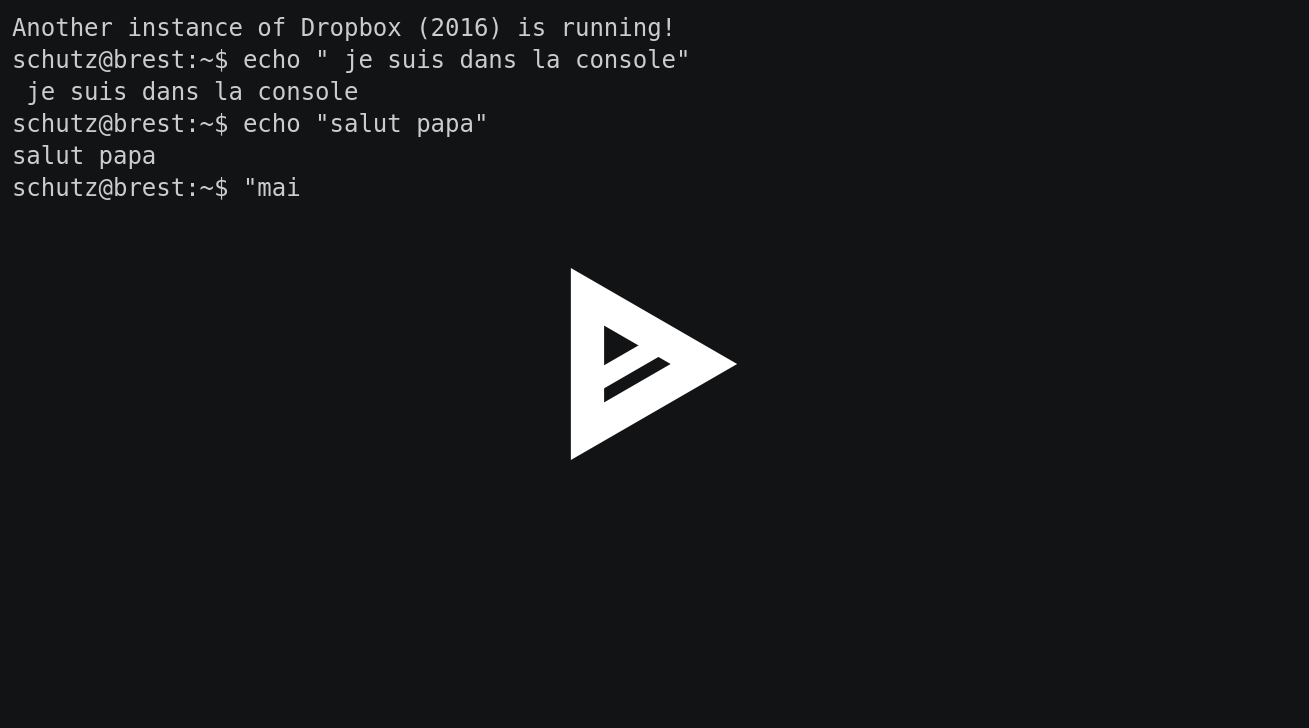 Another instance of Dropbox (2016) is running!
schutz@brest:~$ echo " je suis dans la console"
 je suis dans la console
schutz@brest:~$ echo "salut papa"
salut papa
schutz@brest:~$ "mai